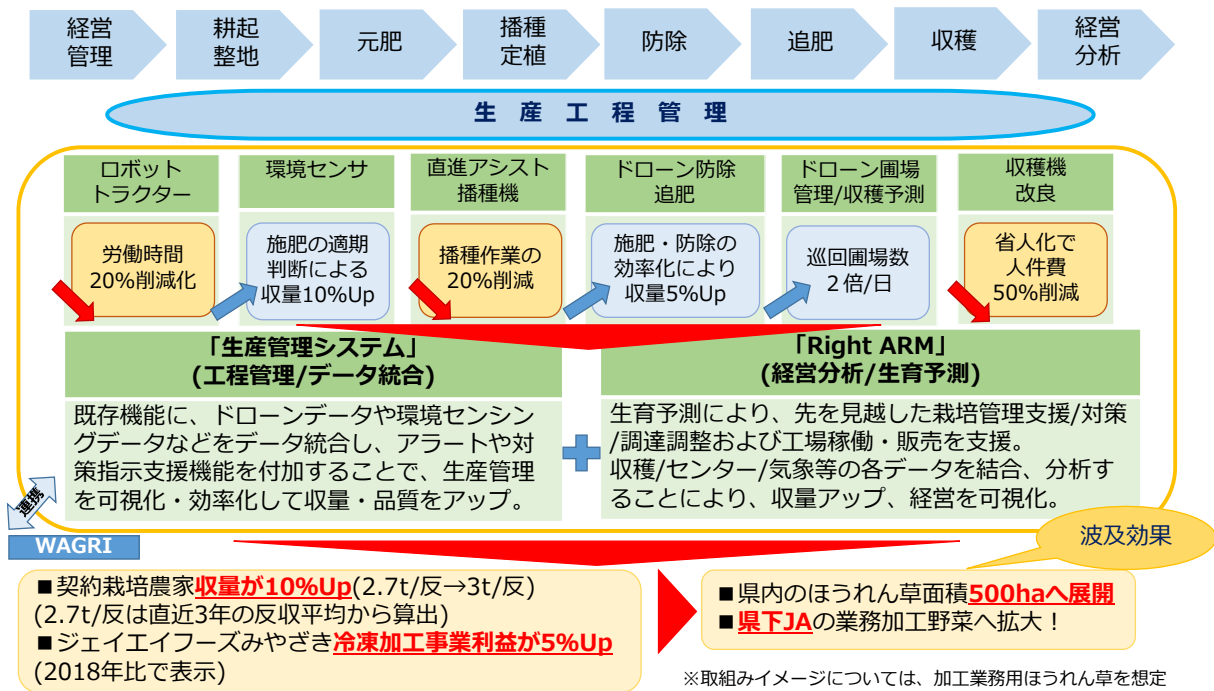 経営
管理
耕起
整地
元肥
播種
定植
防除
追肥
収穫
経営
分析
生産工程管理
ロボット
トラクター
環境センサ
直進アシスト
播種機
ドローン防除
追肥
ドローン圃場
管理/収穫予測
収穫機
改良
労働時間
20%削減化
施肥の適期
判断による
収量10%Up
播種作業の
20%削減
施肥・防除の
効率化により
収量5%Up
巡回圃場数
２倍/日
省人化で
人件費
50%削減
「生産管理システム」
(工程管理/データ統合)
既存機能に、ドローンデータや環境センシン
グデータなどをデータ統合し、アラートや対
策指示支援機能を付加することで、生産管理
を可視化・効率化して収量・品質をアップ。
「Right ARM」
(経営分析/生育予測)
生育予測により、先を見越した栽培管理支援/対策
/調達調整および工場稼働・販売を支援。
収穫/センター/気象等の各データを結合、分析す
ることにより、収量アップ、経営を可視化。
連携
WAGRI
波及効果
■契約栽培農家収量が10%Up(2.7t/反→3t/反)
(2.7t/反は直近3年の反収平均から算出)
■ジェイエイフーズみやざき冷凍加工事業利益が5%Up
(2018年比で表示)
■県内のほうれん草面積500haへ展開
■県下JAの業務加工野菜へ拡大！
※取組みイメージについては、加工業務用ほうれん草を想定